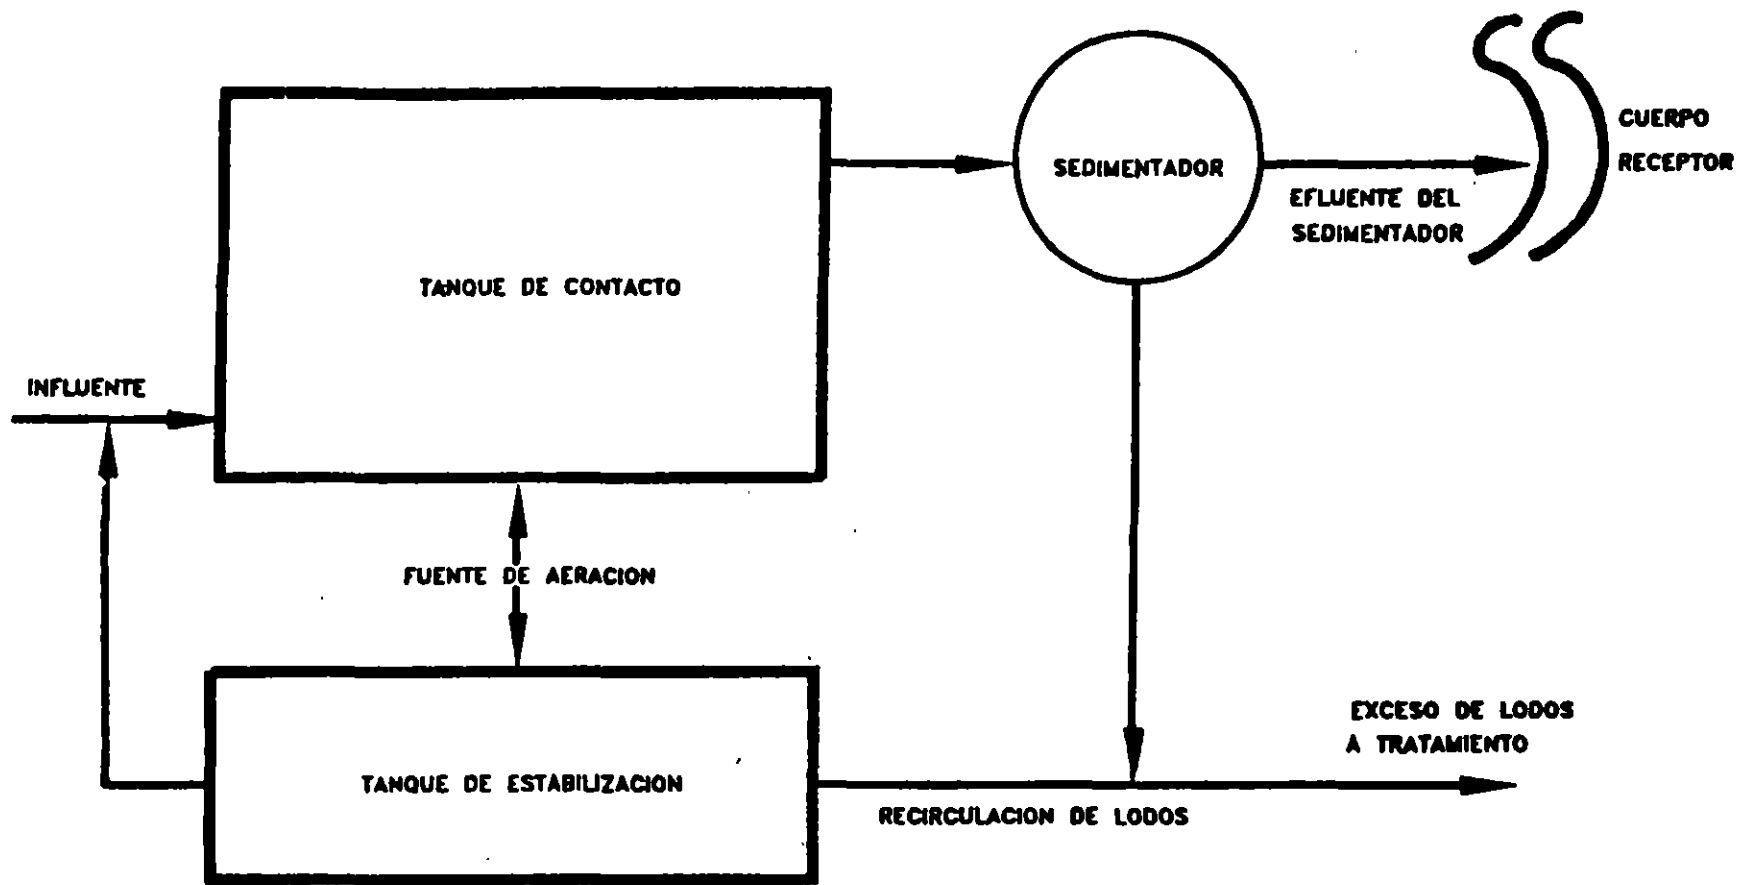 CUERPO
RECEPTOR
SEDIMENTADOR
EFLUENTE DEL
SEDIMENTADOR
TANQUE DE CONTACTO
INFLUENTE
FUENTE DE AERACION
EXCESO DE LODOS
A TRATAMIENTO
TANQUE DE ESTABILIZACION
RECIRCULACION DE LODOS